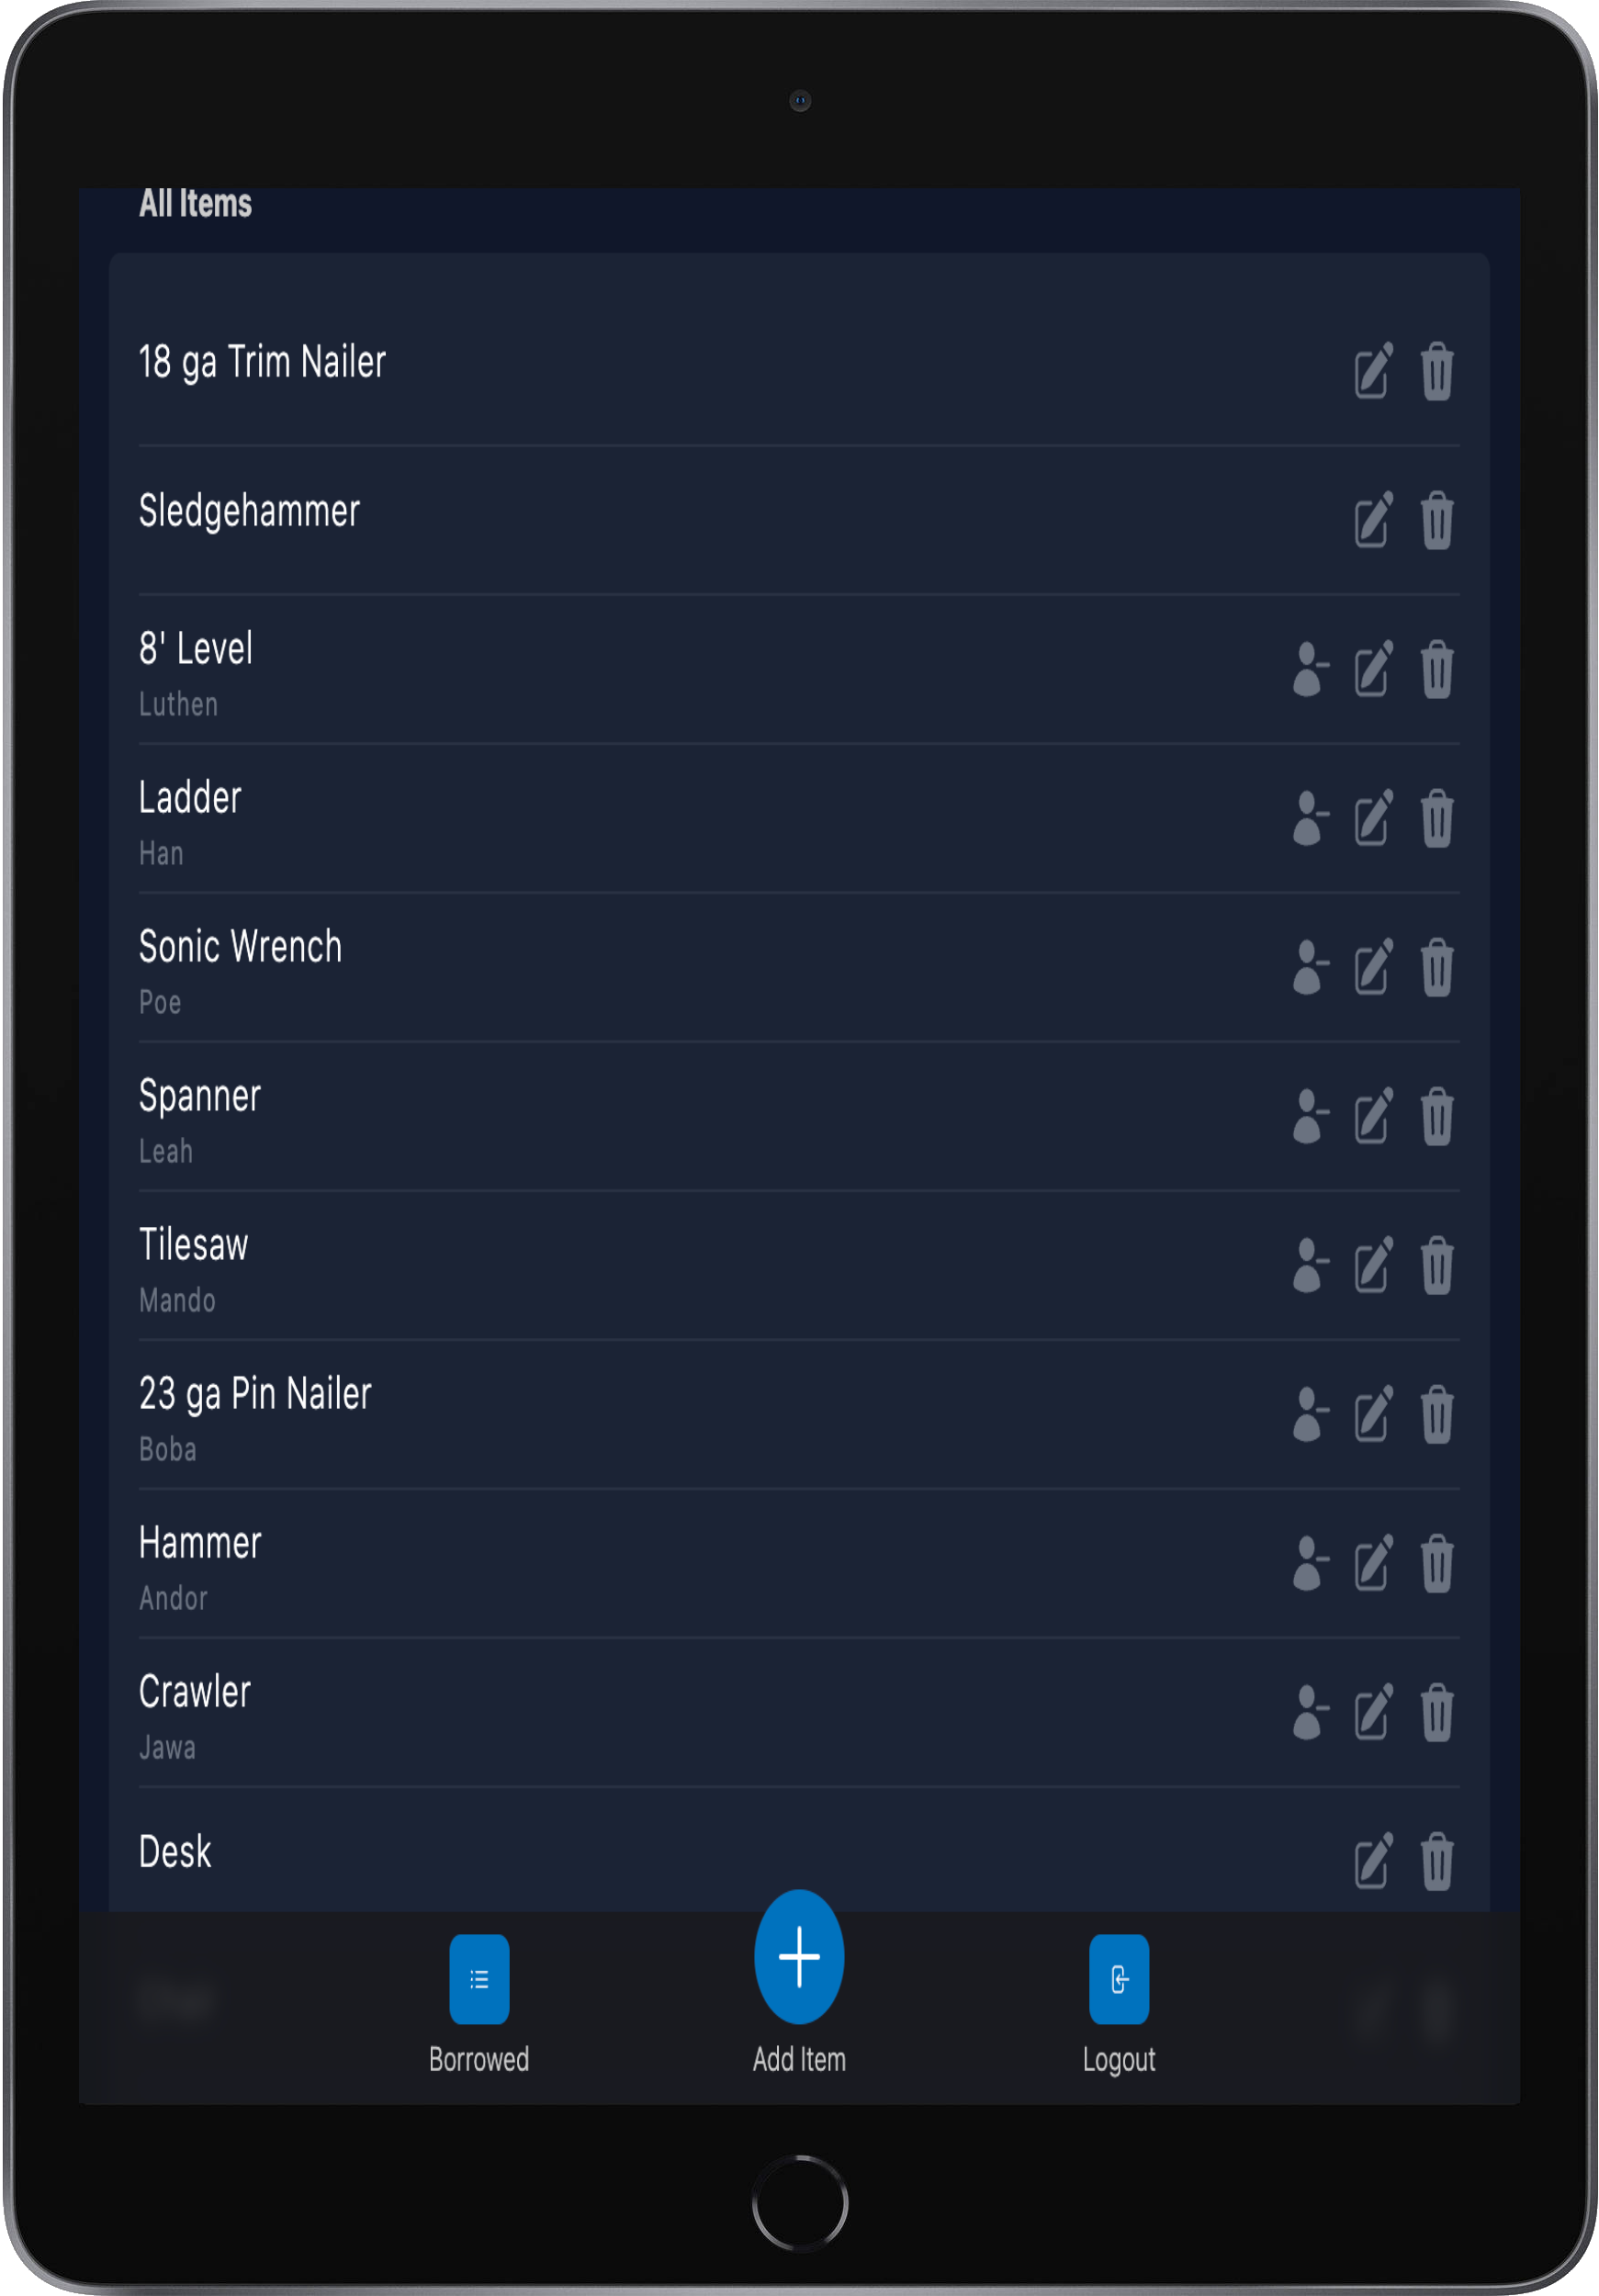 All Items
18 ga Trim Nailer
Sledgehammer
8' Level
Luthen
Ladder
Han
Sonic Wrench
Poe
Spanner
Leah
Tilesaw
Mando
23 ga Pin Nailer
Boba
Hammer
Andor
Crawler
Jawa
Desk
Borrowed
Add Item
Logout